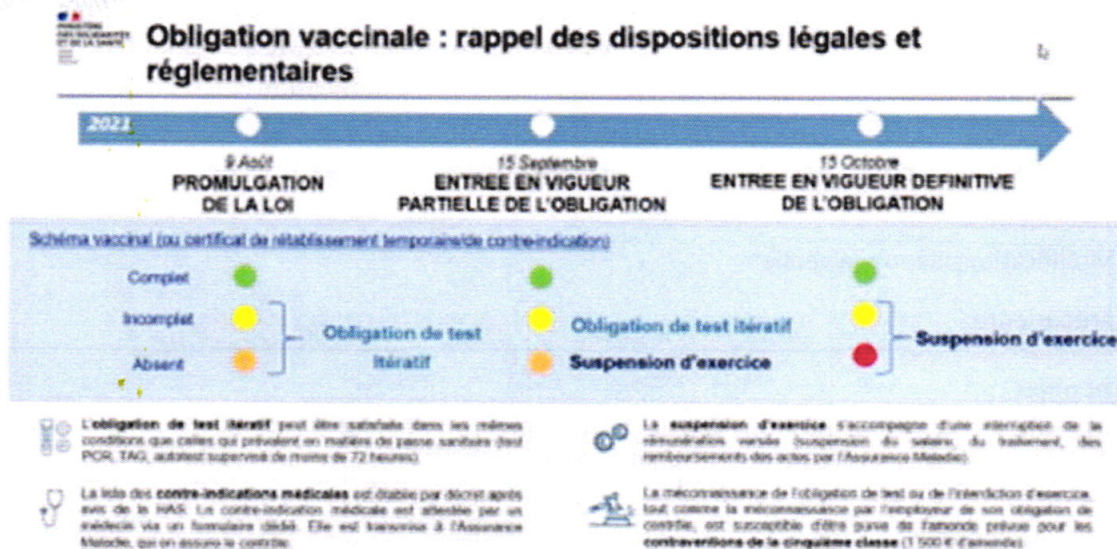 MINISTÈRE
DES SOLIDARITÉS
ET DE LA SANTÉ
Obligation vaccinale : rappel des dispositions légales et
réglementaires
2021
9 Août
15 Septembre
15 Octobre
PROMULGATION
DE LA LOI
ENTREE EN VIGUEUR
PARTIELLE DE L'OBLIGATION
ENTREE EN VIGUEUR DEFINITIVE
DE L'OBLIGATION
Schéma vaccinal (ou certificat de rétablissement temporaire/de contre-indication)
Complet
Incomplet
Absent
Obligation de test
itératif
Obligation de test itératif
Suspension d'exercice
Suspension d'exercice
L'obligation de test itératif peut être satisfaite dans les mêmes
conditions que celles qui prévalent en matière de passe sanitaire (test
PCR, TAG, autotest supervisé de moins de 72 heures).
La liste des contre-indications médicales est établie par décret après
avis de la HAS. La contre-indication médicale est attestée par un
médecin via un formulaire dédié. Elle est transmise à l'Assurance
Maladie, qui en assure le contrôle.
La suspension d'exercice s'accompagne d'une interruption de la
rémunération versée (suspension du salaire, du traitement, des
remboursements des actes par l'Assurance Maladie).
La méconnaissance de l'obligation de test ou de l'interdiction d'exercice,
tout comme la méconnaissance par l'employeur de son obligation de
contrôle, est susceptible d'être punie de l'amende prévue pour les
contraventions de la cinquième classe (1 500 € d'amende)